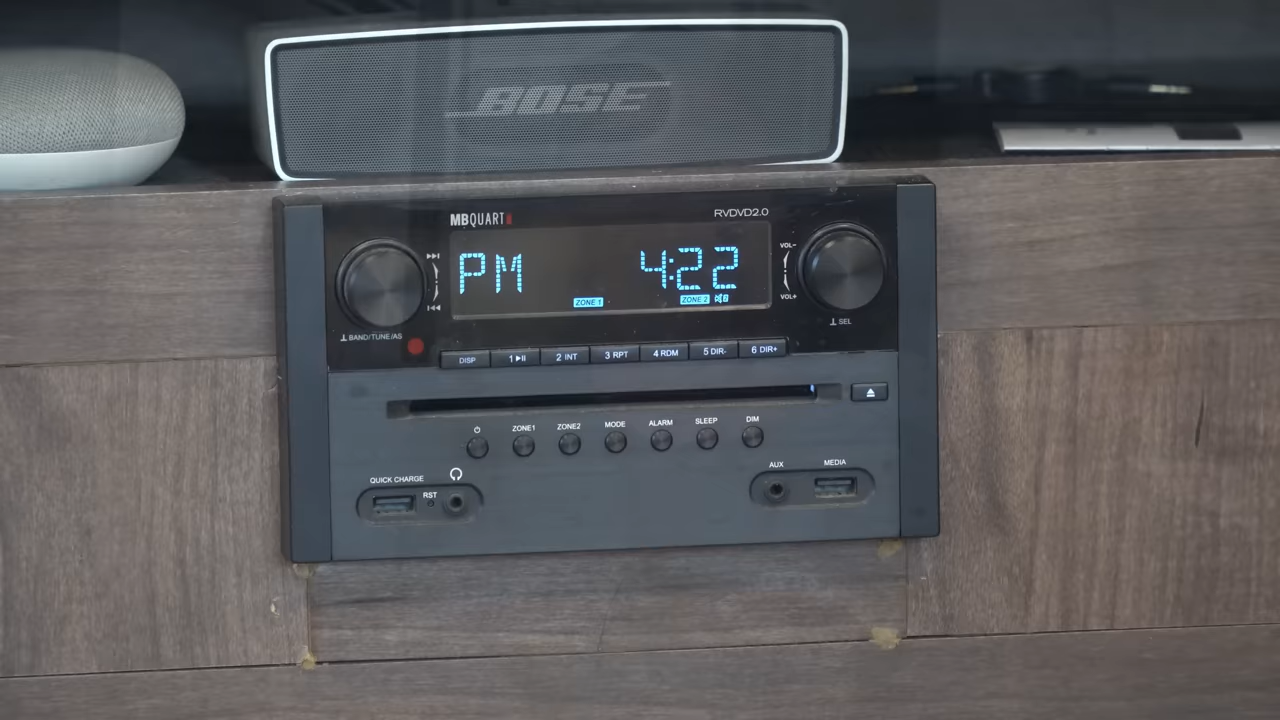 BOSE
MBQUART
RVDVD2.0
PM 4:22
ZONE 1
ZONE 2
VOL-
VOL+
BAND/TUNE/AS
SEL
DISP
1
2 INT
3 RPT
4 RDM
5 DIR-
6 DIR+
ZONE1
ZONE2
MODE
ALARM
SLEEP
DIM
QUICK CHARGE
RST
AUX
MEDIA